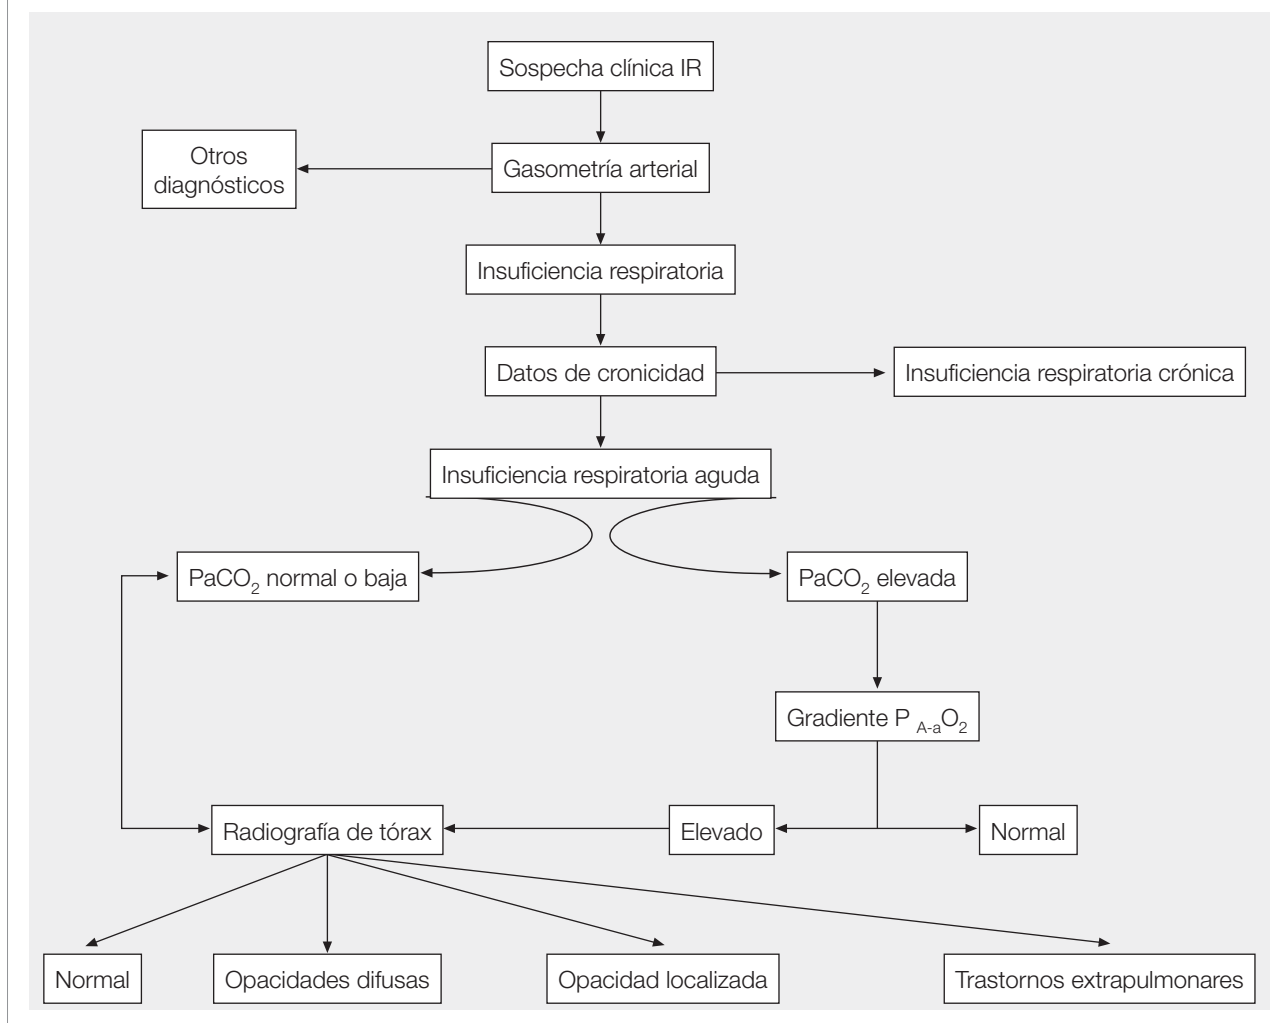 Sospecha clínica IR
Otros
diagnósticos
Gasometría arterial
Insuficiencia respiratoria
Datos de cronicidad
Insuficiencia respiratoria crónica
Insuficiencia respiratoria aguda
PaCO₂ normal o baja
PaCO₂ elevada
Gradiente P A-aO₂
Radiografía de tórax
Elevado
Normal
Normal
Opacidades difusas
Opacidad localizada
Trastornos extrapulmonares